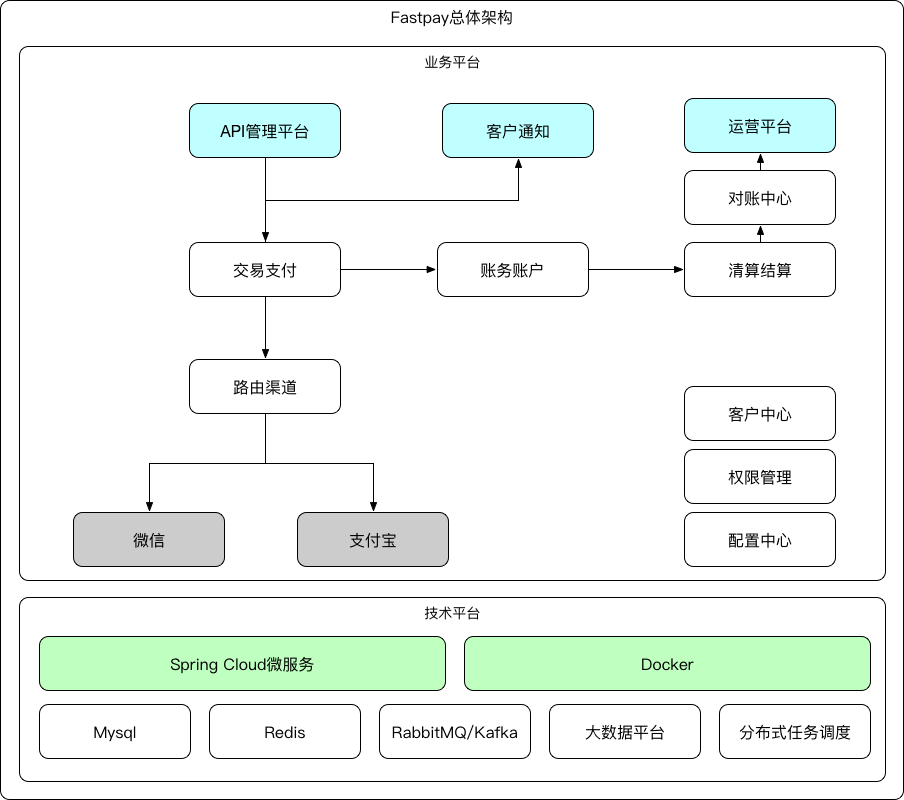 Fastpay总体架构
业务平台
API管理平台
客户通知
运营平台
对账中心
交易支付
账务账户
清算结算
路由渠道
客户中心
权限管理
微信
支付宝
配置中心
技术平台
Spring Cloud微服务
Docker
Mysql
Redis
RabbitMQ/Kafka
大数据平台
分布式任务调度